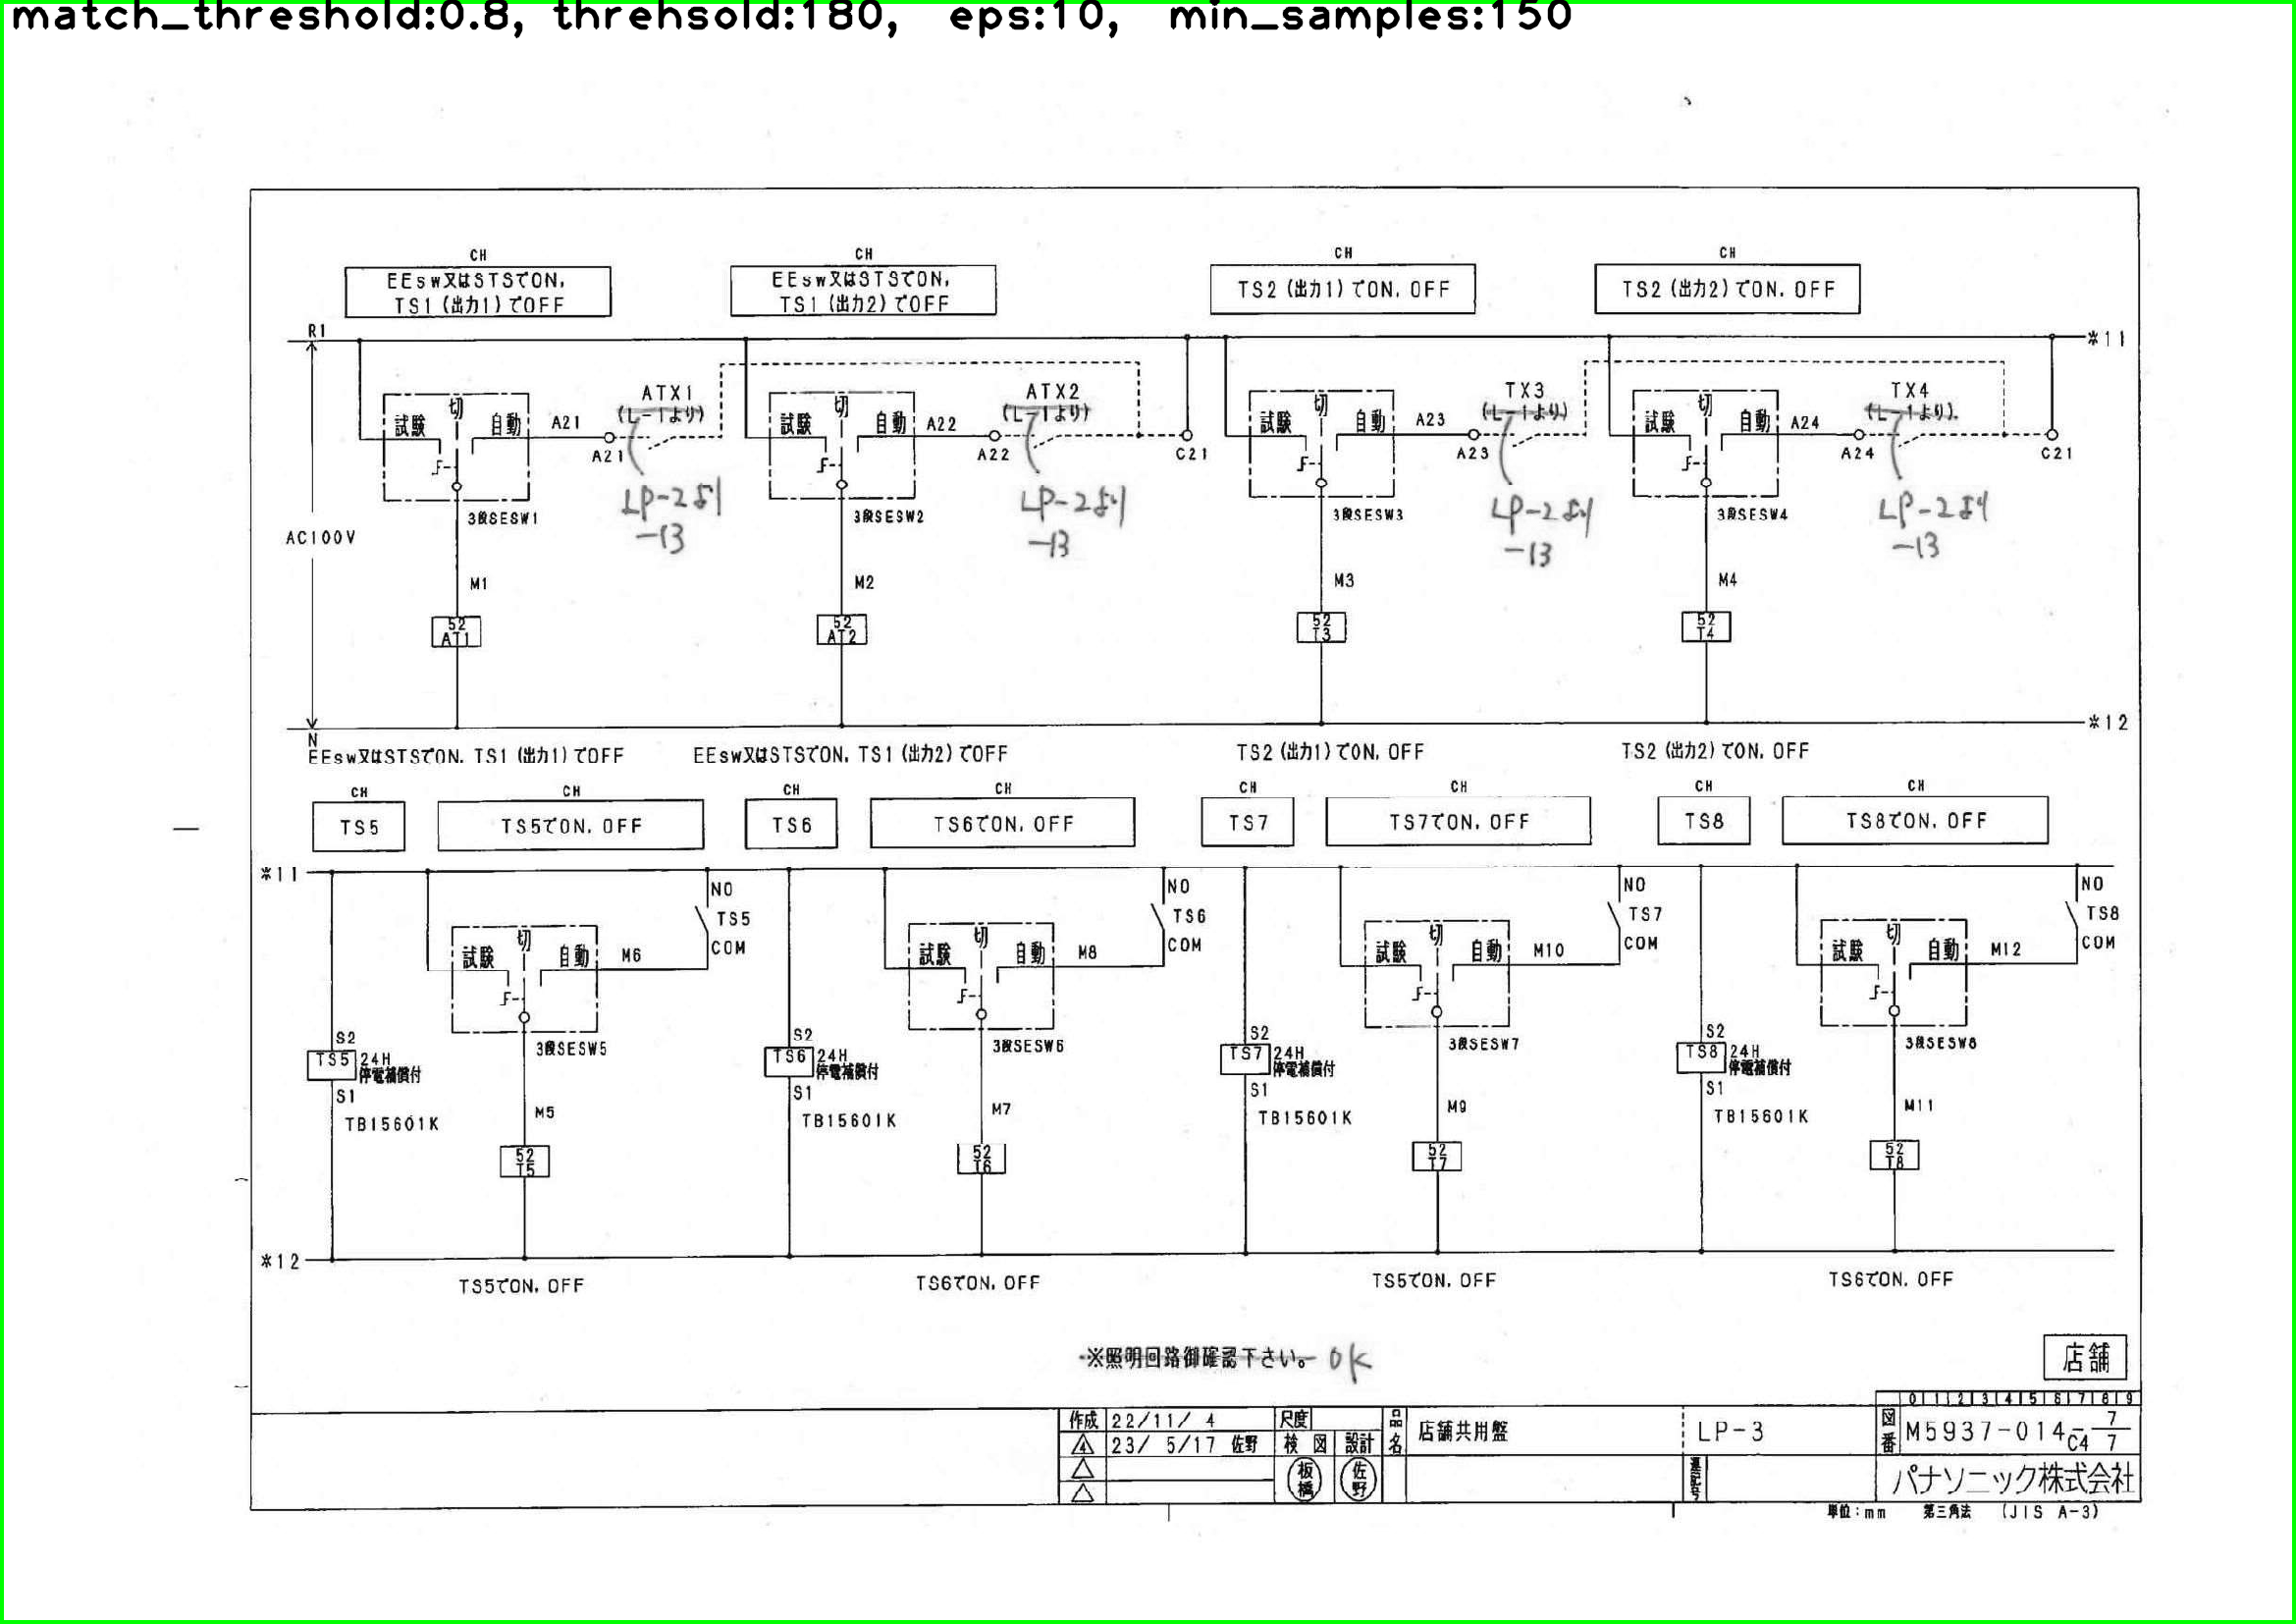 match_threshold:0.8, threhsold:180, eps:10, min_samples:150
CH CH CH CH
EEsw又はSTSでON,
TS1(出力1)でOFF
EEsw又はSTSでON,
TS1(出力2)でOFF
TS2(出力1)でON, OFF
TS2(出力2)でON, OFF
R1
※11
ATX1
(L-1より)
ATX2
(L-1より)
TX3
(L-1より)
TX4
(L-1より)
試験 切 自動 A21 A21
試験 切 自動 A22 A22 C21
試験 切 自動 A23 A23
試験 切 自動 A24 A24 C21
3段SESW1
LP-2より
-13
3段SESW2
LP-2より
-13
3段SESW3
LP-2より
-13
3段SESW4
LP-2より
-13
AC100V
M1 M2 M3 M4
52
AT1
52
AT2
52
T3
52
T4
※12
N
EEsw又はSTSでON, TS1(出力1)でOFF
EEsw又はSTSでON, TS1(出力2)でOFF
TS2(出力1)でON, OFF
TS2(出力2)でON, OFF
CH CH CH CH CH CH CH CH
TS5 TS5でON, OFF TS6 TS6でON, OFF TS7 TS7でON, OFF TS8 TS8でON, OFF
※11
NO
TS5
COM
NO
TS6
COM
NO
TS7
COM
NO
TS8
COM
試験 切 自動 M6
試験 切 自動 M8
試験 切 自動 M10
試験 切 自動 M12
3段SESW5
3段SESW6
3段SESW7
3段SESW8
S2
TS5 24H
停電補償付
S1
TB15601K
S2
TS6 24H
停電補償付
S1
TB15601K
S2
TS7 24H
停電補償付
S1
TB15601K
S2
TS8 24H
停電補償付
S1
TB15601K
M5 M7 M9 M11
52
T5
52
T6
52
T7
52
T8
※12
TS5でON, OFF
TS6でON, OFF
TS5でON, OFF
TS6でON, OFF
※照明回路御確認下さい。 OK
店舗
0 1 2 3 4 5 6 7 8 9
作成 22/11/ 4 尺度
4 23/ 5/17 佐野 検図 設計
板橋 佐野
品名 店舗共用盤 LP-3
図番 M5937-014-C4 7/7
パナソニック株式会社
単位:mm 第三角法 (JIS A-3)